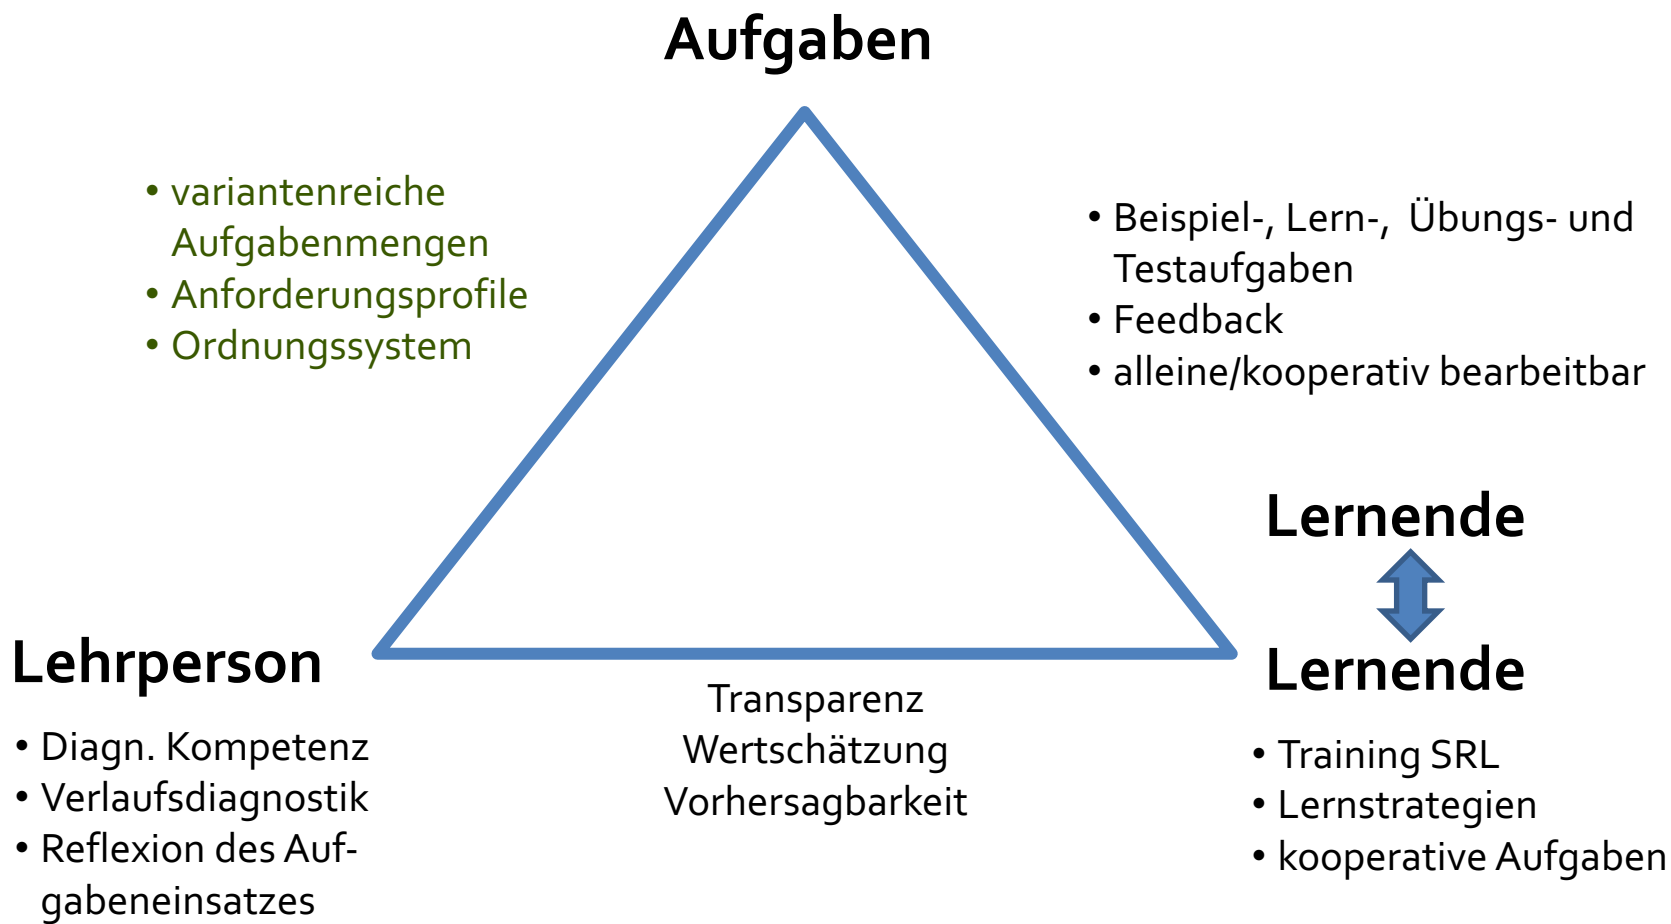 Aufgaben
• variantenreiche
Aufgabenmengen
• Anforderungsprofile
• Ordnungssystem
• Beispiel-, Lern-, Übungs- und
Testaufgaben
• Feedback
• alleine/kooperativ bearbeitbar
Lernende
Lehrperson
Lernende
• Diagn. Kompetenz
• Verlaufsdiagnostik
• Reflexion des Auf-
gabeneinsatzes
Transparenz
Wertschätzung
Vorhersagbarkeit
• Training SRL
• Lernstrategien
• kooperative Aufgaben